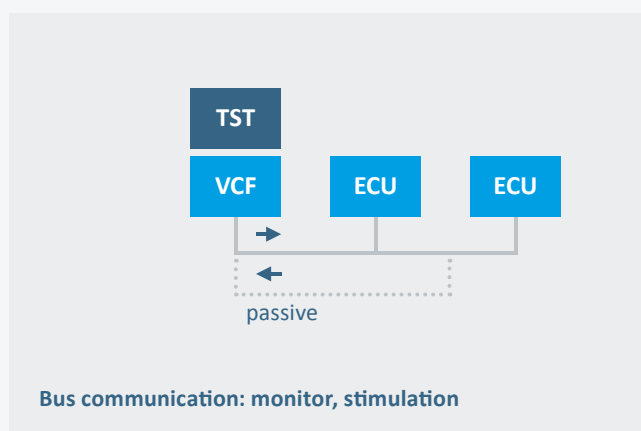 TST
VCF ECU ECU
passive
Bus communication: monitor, stimulation